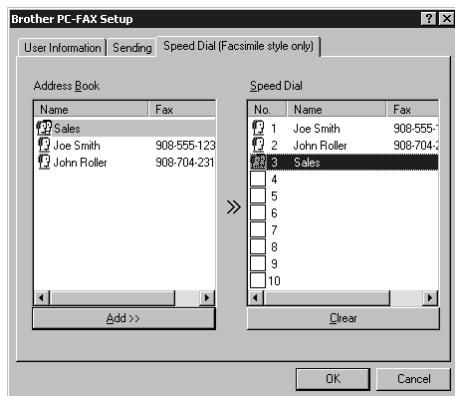 Brother PC-FAX Setup
User Information Sending Speed Dial (Facsimile style only)
Address Book
Name Fax
Sales
Joe Smith 908-555-123
John Roller 908-704-231
Add >>
Speed Dial
No. Name Fax
1 Joe Smith 908-555-
2 John Roller 908-704-
3 Sales
4
5
6
7
8
9
10
Clrear
OK Cancel